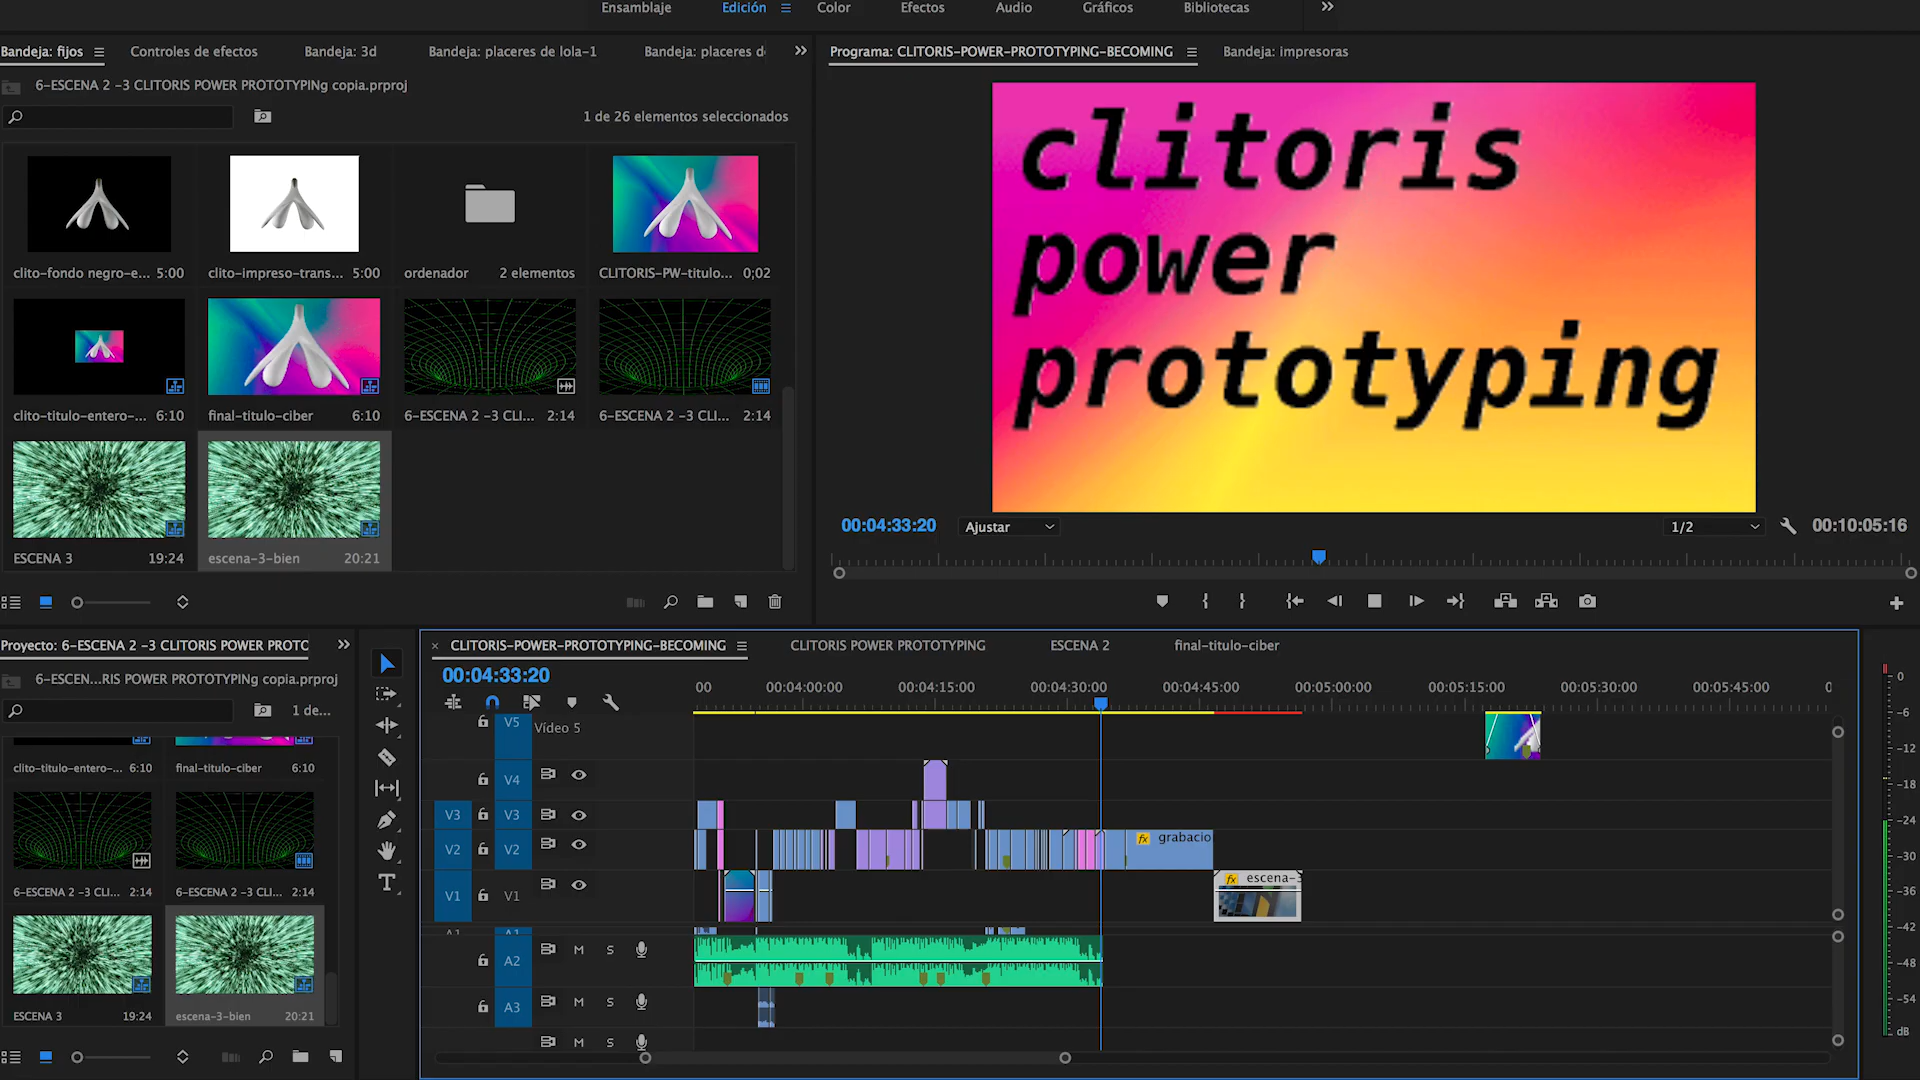 Ensamblaje Edición Color Efectos Audio Gráficos Bibliotecas
Bandeja: fijos Controles de efectos Bandeja: 3d Bandeja: placeres de lola-1 Bandeja: placeres d
6-ESCENA 2 -3 CLITORIS POWER PROTOTYPINg copia.prproj
1 de 26 elementos seleccionados
clito-fondo negro-e... 5:00 clito-impreso-trans... 5:00 ordenador 2 elementos CLITORIS-PW-titulo... 0;02
clito-titulo-entero-... 6:10 final-titulo-ciber 6:10 6-ESCENA 2 -3 CLI... 2:14 6-ESCENA 2 -3 CLI... 2:14
ESCENA 3 19:24 escena-3-bien 20:21
Programa: CLITORIS-POWER-PROTOTYPING-BECOMING Bandeja: impresoras
clitoris
power
prototyping
00:04:33:20 Ajustar 1/2 00:10:05:16
Proyecto: 6-ESCENA 2 -3 CLITORIS POWER PROTO
6-ESCEN...RIS POWER PROTOTYPINg copia.prproj
1 de...
clito-titulo-entero-... 6:10 final-titulo-ciber 6:10
6-ESCENA 2 -3 CLI... 2:14 6-ESCENA 2 -3 CLI... 2:14
ESCENA 3 19:24 escena-3-bien 20:21
× CLITORIS-POWER-PROTOTYPING-BECOMING CLITORIS POWER PROTOTYPING ESCENA 2 final-titulo-ciber
00:04:33:20
00 00:04:00:00 00:04:15:00 00:04:30:00 00:04:45:00 00:05:00:00 00:05:15:00 00:05:30:00 00:05:45:00 0
V5 Vídeo 5
V4
V3 V3
V2 V2 fx grabacio
V1 V1 fx escena-3
A1 A1
A2 M S
A3 M S
M S
0
-6
-12
-18
-24
-30
-36
-42
-48
-54
dB